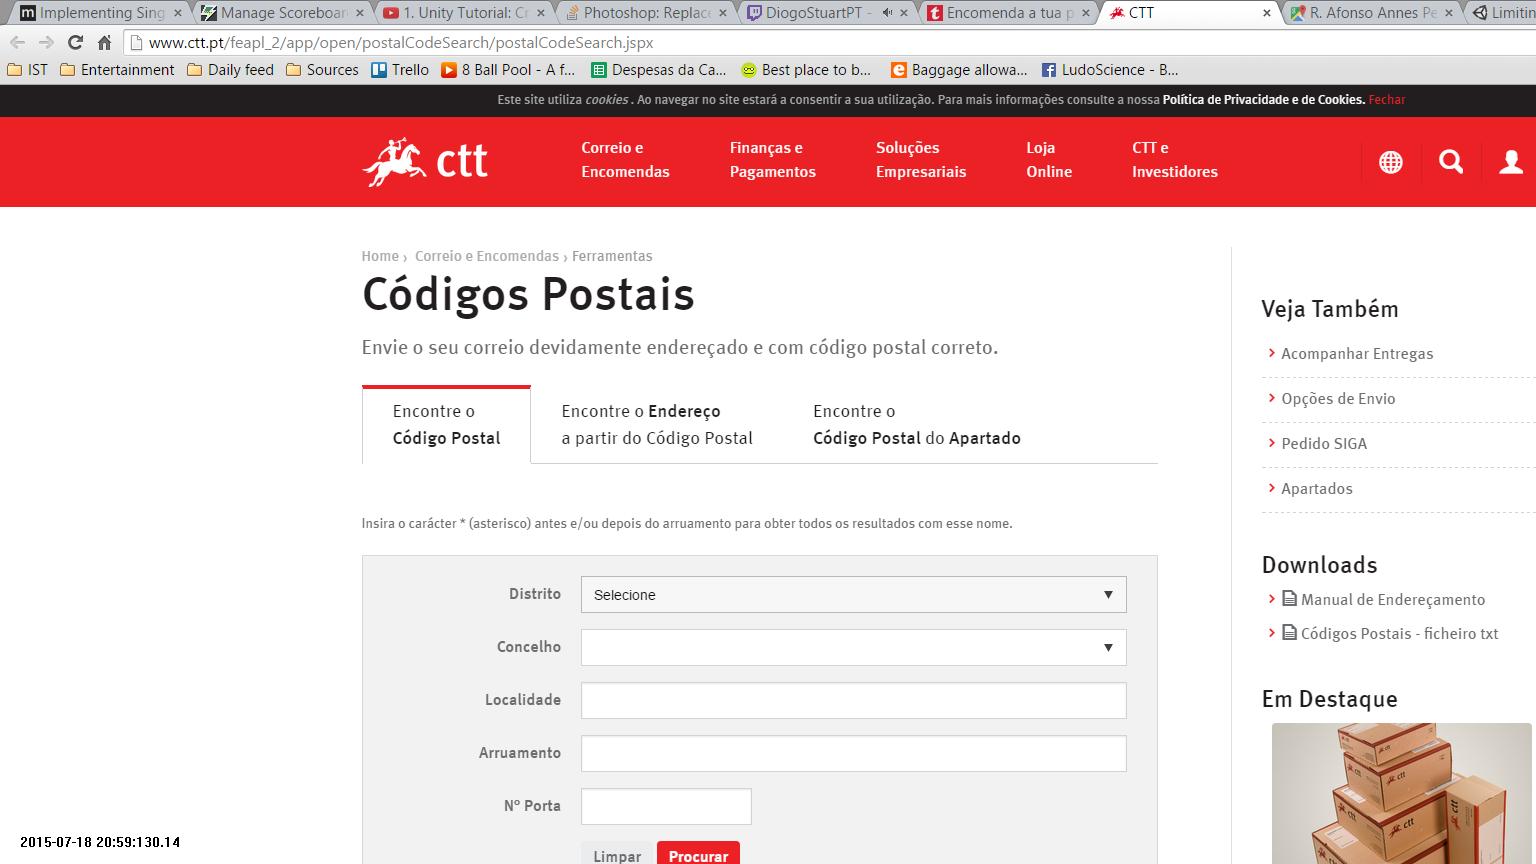 Implementing Sing
Manage Scoreboar
1. Unity Tutorial: Cr
Photoshop: Replace
DiogoStuartPT -
Encomenda a tua p
CTT
R. Afonso Annes Pe
Limitin
www.ctt.pt/feapl_2/app/open/postalCodeSearch/postalCodeSearch.jspx
IST
Entertainment
Daily feed
Sources
Trello
8 Ball Pool - A f...
Despesas da Ca...
Best place to b...
Baggage allowa...
LudoScience - B...
Este site utiliza cookies . Ao navegar no site estará a consentir a sua utilização. Para mais informações consulte a nossa Política de Privacidade e de Cookies. Fechar
ctt
Correio e
Encomendas
Finanças e
Pagamentos
Soluções
Empresariais
Loja
Online
CTT e
Investidores
Home › Correio e Encomendas › Ferramentas
Códigos Postais
Envie o seu correio devidamente endereçado e com código postal correto.
Encontre o
Código Postal
Encontre o Endereço
a partir do Código Postal
Encontre o
Código Postal do Apartado
Insira o carácter * (asterisco) antes e/ou depois do arruamento para obter todos os resultados com esse nome.
Distrito
Selecione
Concelho
Localidade
Arruamento
Nº Porta
Limpar
Procurar
Veja Também
Acompanhar Entregas
Opções de Envio
Pedido SIGA
Apartados
Downloads
Manual de Endereçamento
Códigos Postais - ficheiro txt
Em Destaque
ctt
ctt
ctt
ctt
2015-07-18 20:59:130.14